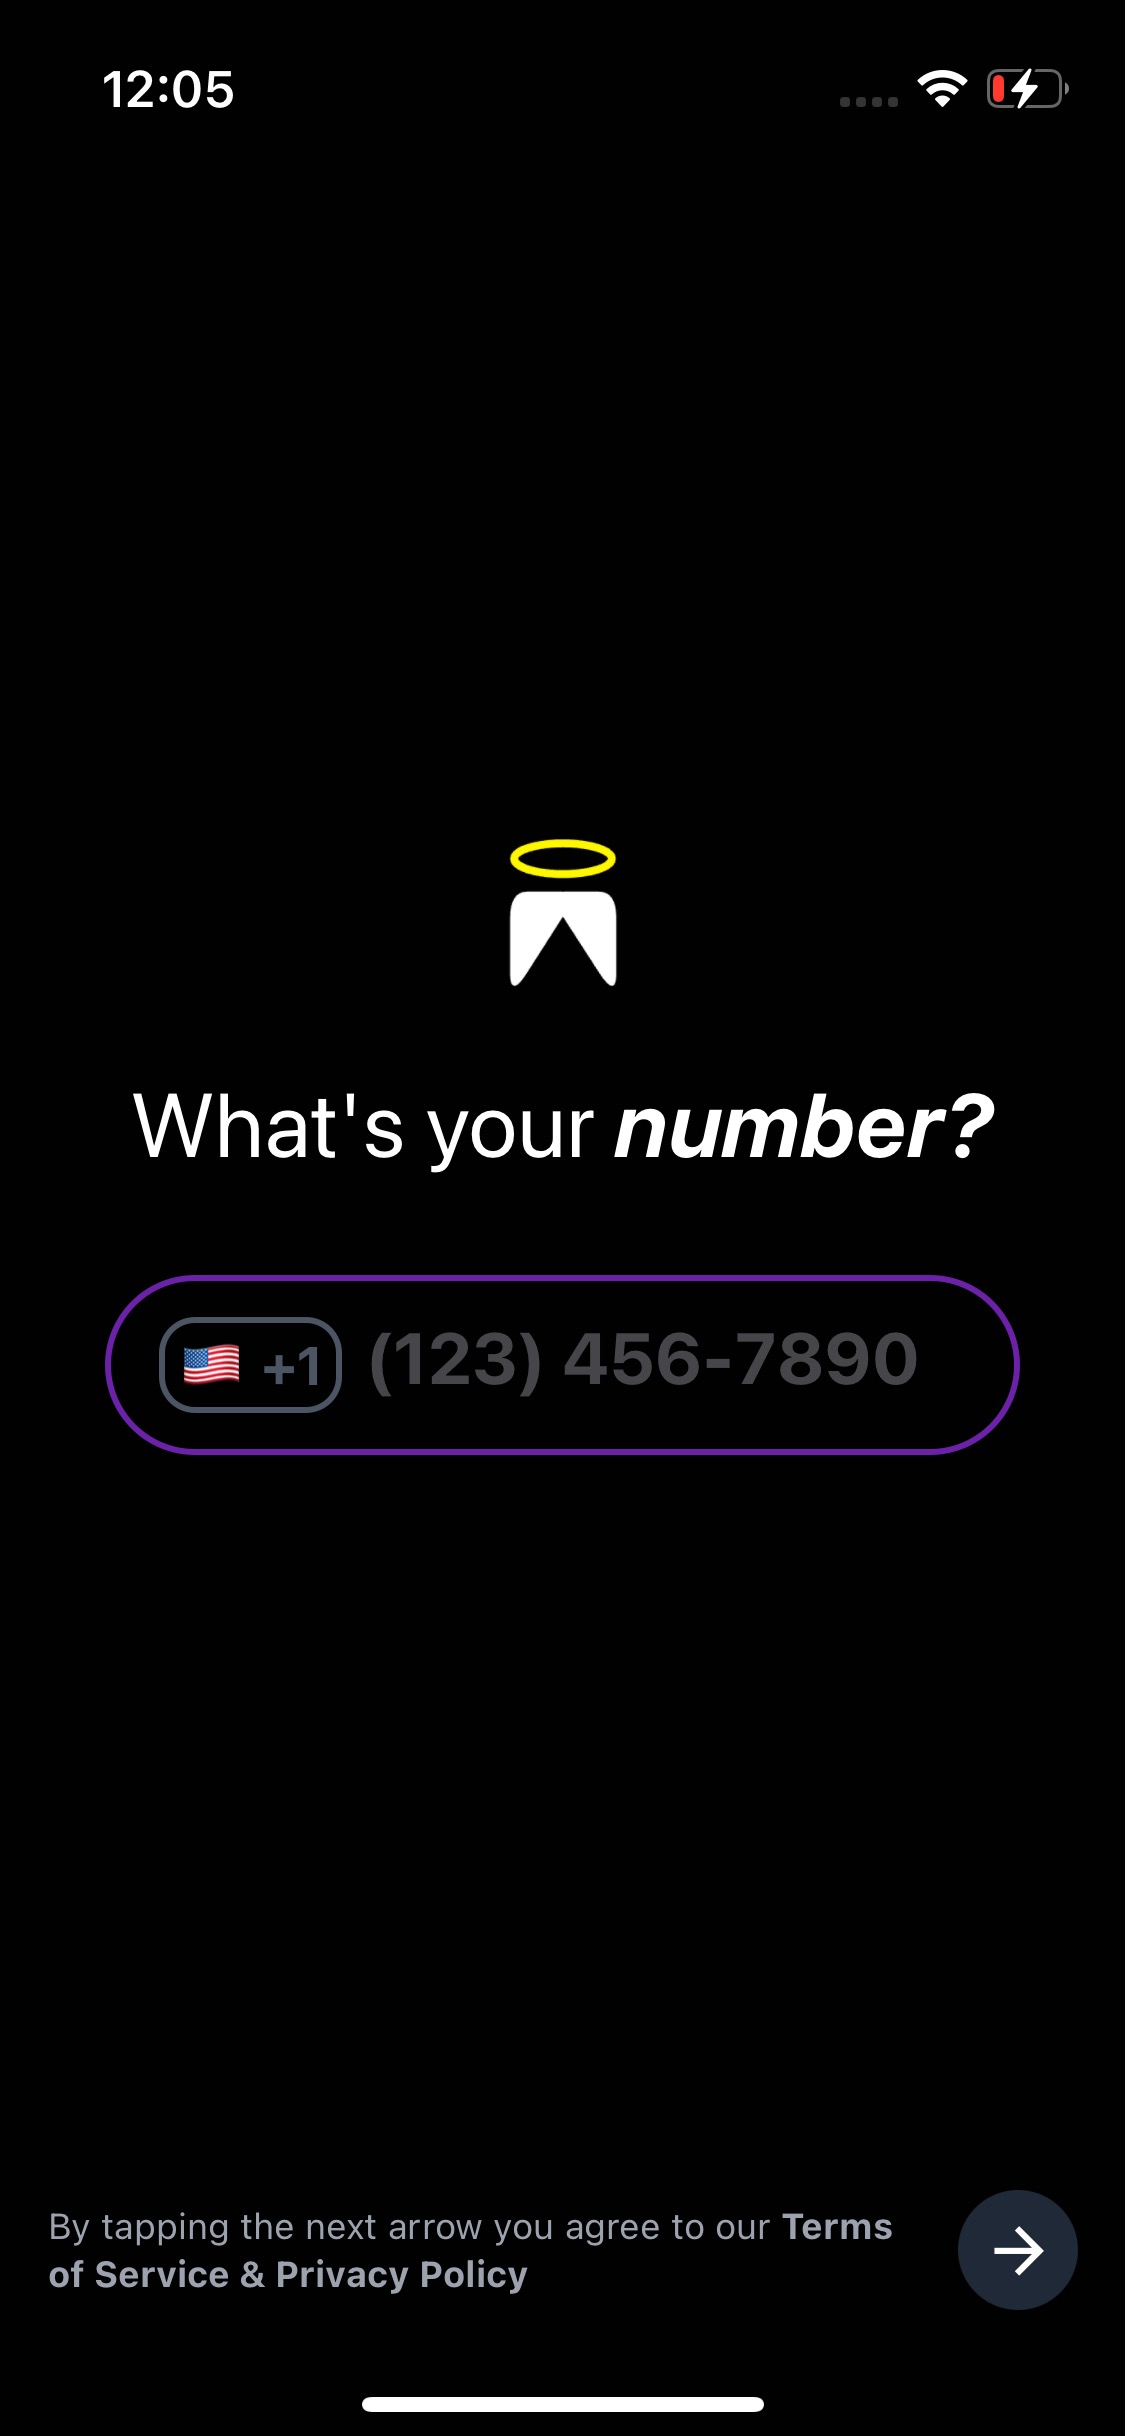 12:05
What's your number?
🇺🇸 +1 (123) 456-7890
By tapping the next arrow you agree to our Terms
of Service & Privacy Policy